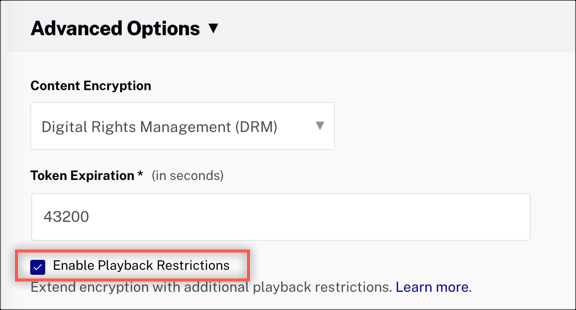 Advanced Options ▼
Content Encryption
Digital Rights Management (DRM) ▼
Token Expiration * (in seconds)
43200
Enable Playback Restrictions
Extend encryption with additional playback restrictions. Learn more.